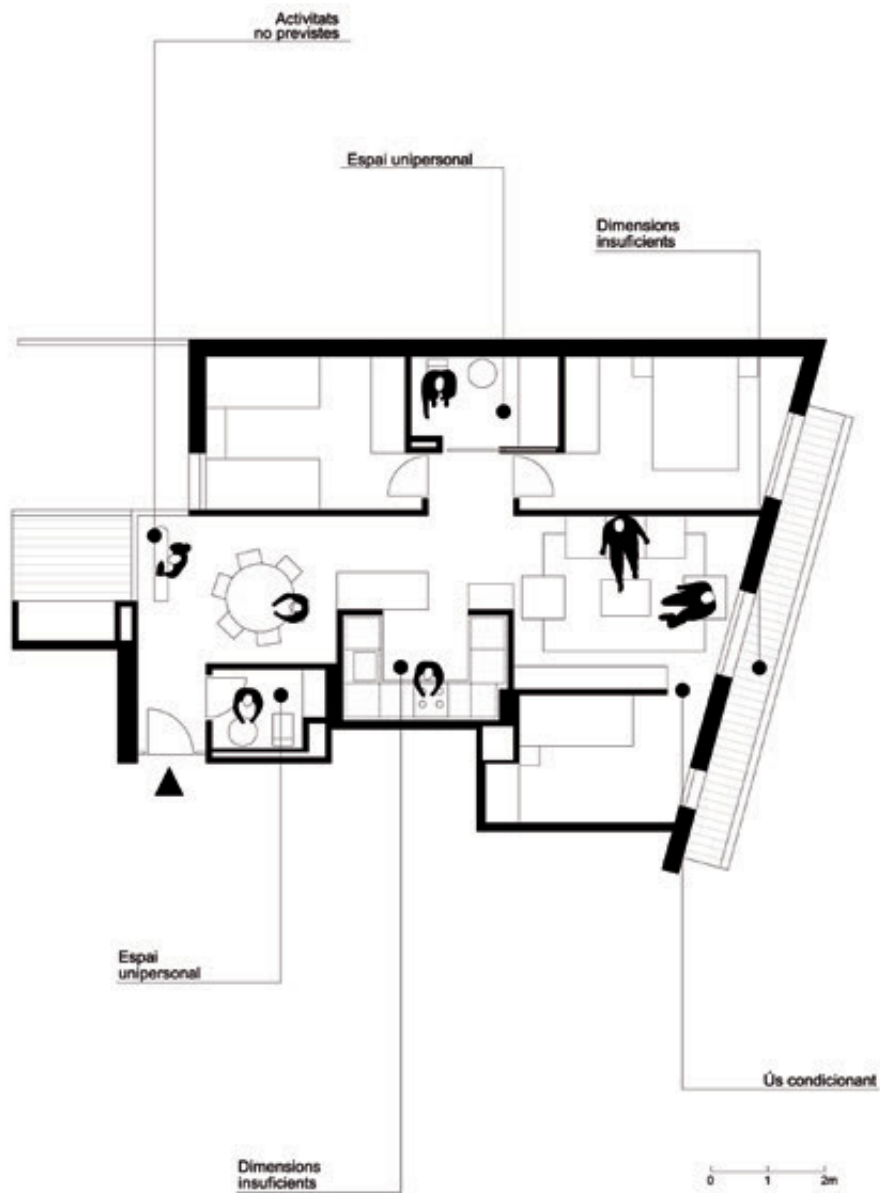 Activitats
no previstes
Espai unipersonal
Dimensions
insuficients
Espai
unipersonal
Ús condicionant
Dimensions
insuficients
0 1 2m